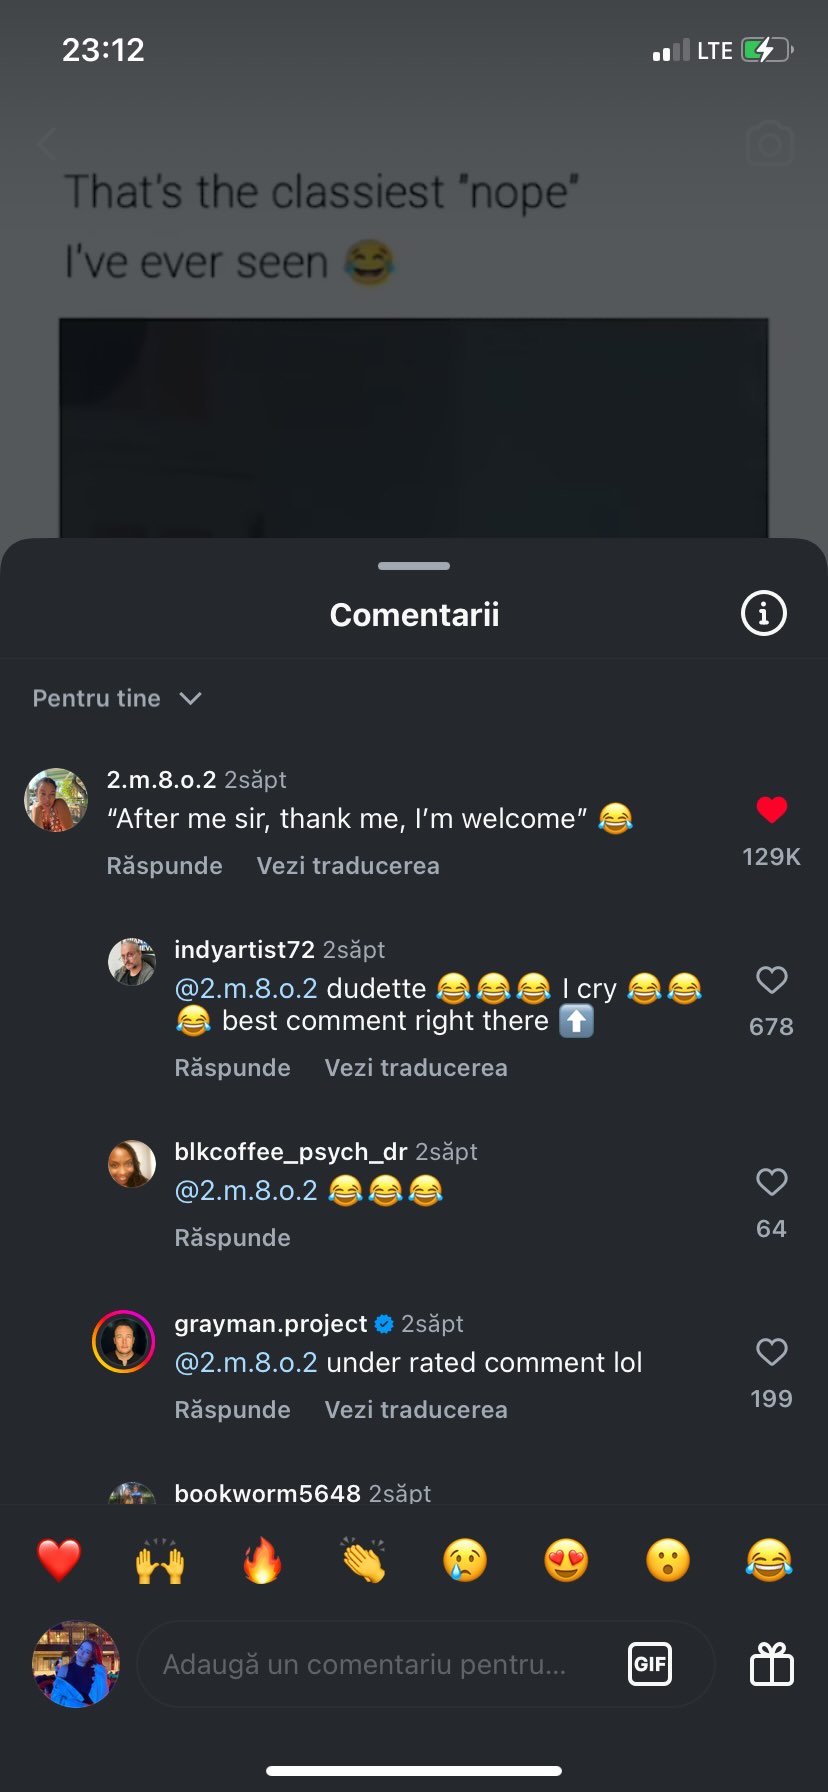 23:12
LTE
That's the classiest "nope"
I've ever seen 😂
Comentarii
Pentru tine
2.m.8.o.2 2săpt
“After me sir, thank me, I’m welcome” 😂
129K
Răspunde Vezi traducerea
indyartist72 2săpt
@2.m.8.o.2 dudette 😂😂😂 I cry 😂😂
😂 best comment right there ⬆️
678
Răspunde Vezi traducerea
blkcoffee_psych_dr 2săpt
@2.m.8.o.2 😂😂😂
64
Răspunde
grayman.project 2săpt
@2.m.8.o.2 under rated comment lol
199
Răspunde Vezi traducerea
bookworm5648 2săpt
Adaugă un comentariu pentru...
GIF